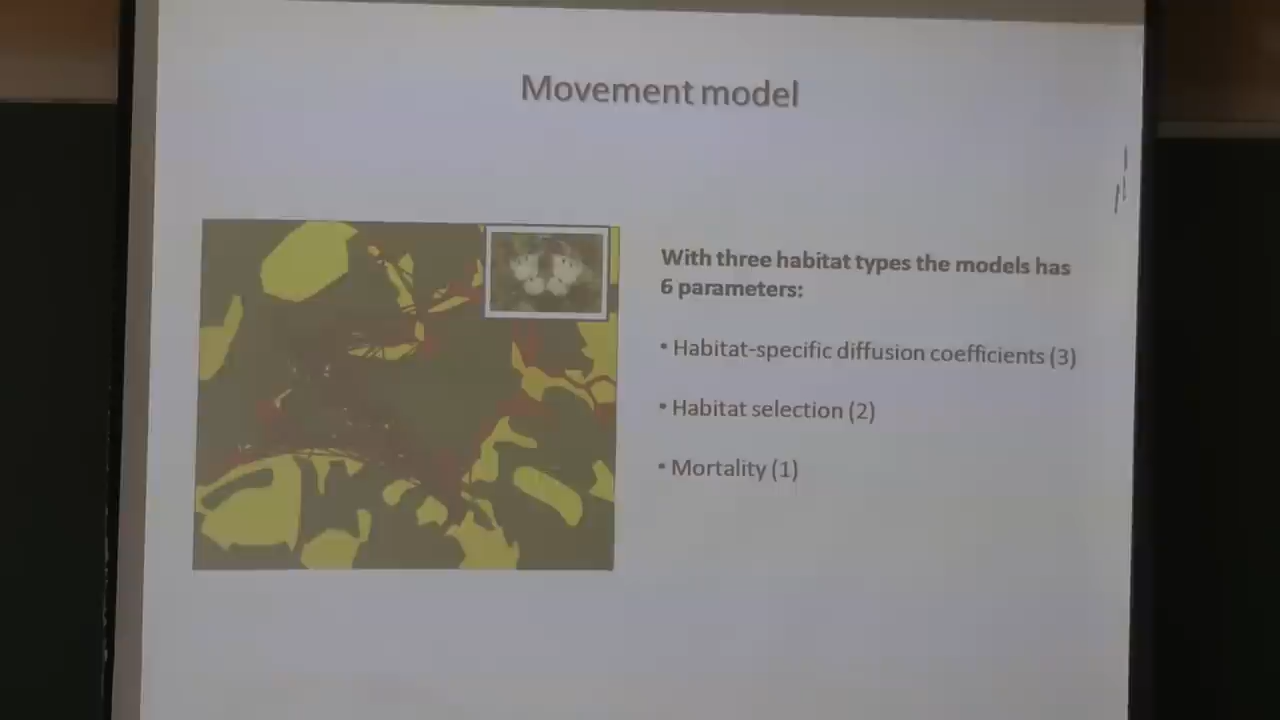 Movement model
With three habitat types the models has
6 parameters:
• Habitat-specific diffusion coefficients (3)
• Habitat selection (2)
• Mortality (1)